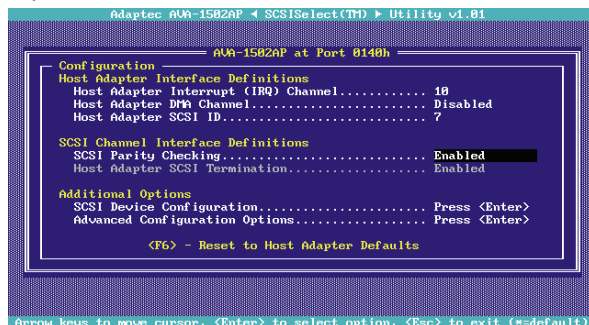 Adaptec AVA-1502AP ◄ SCSISelect(TM) ► Utility v1.01
AVA-1502AP at Port 0140h
Configuration
Host Adapter Interface Definitions
Host Adapter Interrupt (IRQ) Channel............ 10
Host Adapter DMA Channel........................ Disabled
Host Adapter SCSI ID............................ 7
SCSI Channel Interface Definitions
SCSI Parity Checking............................ Enabled
Host Adapter SCSI Termination................... Enabled
Additional Options
SCSI Device Configuration....................... Press <Enter>
Advanced Configuration Options.................. Press <Enter>
<F6> - Reset to Host Adapter Defaults
Arrow keys to move cursor. <Enter> to select option. <Esc> to exit (*=default)